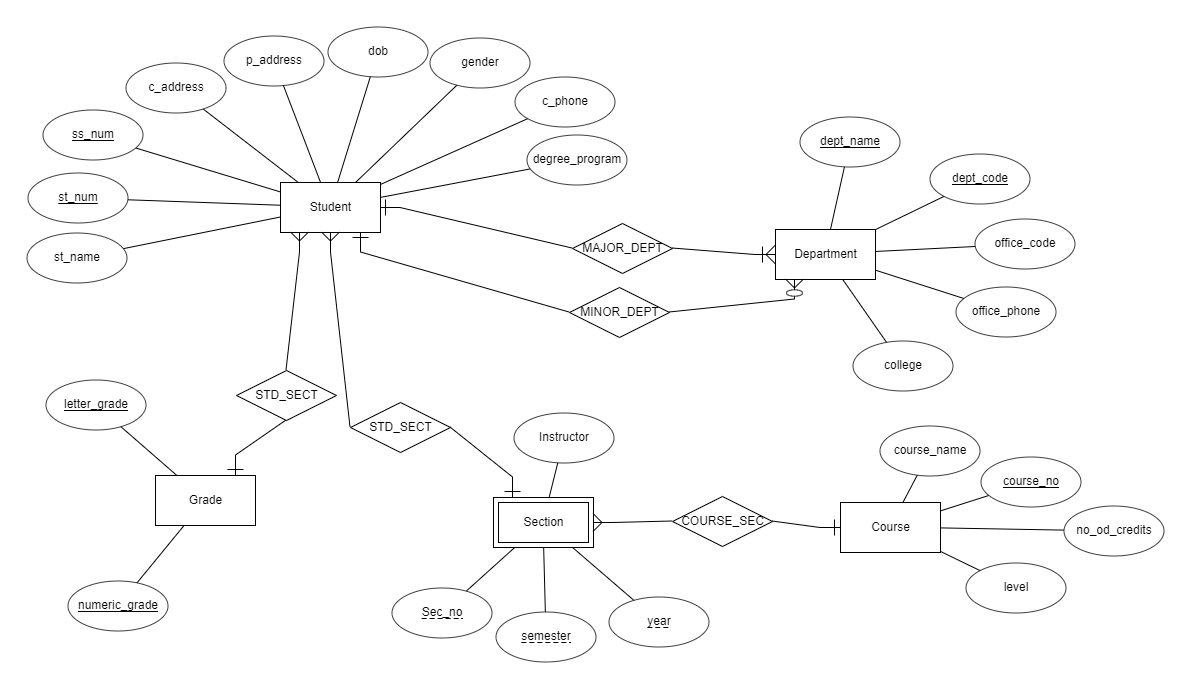 dob
p_address
gender
c_address
c_phone
ss_num
dept_name
degree_program
dept_code
st_num
Student
office_code
st_name
MAJOR_DEPT
Department
MINOR_DEPT
office_phone
college
STD_SECT
letter_grade
STD_SECT
Instructor
course_name
course_no
Grade
Section
COURSE_SEC
Course
no_od_credits
level
numeric_grade
Sec_no
semester
year